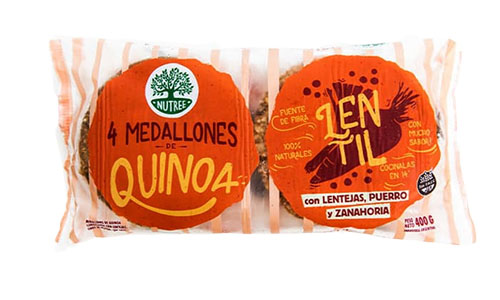 NUTREE
4 MEDALLONES
DE
QUINOA
FUENTE
DE FIBRA
100%
NATURALES
LEN
TIL
CON
MUCHO
SABOR
COCINALAS
EN 14'
con LENTEJAS, PUERRO
y ZANAHORIA
PESO
NETO 400 G